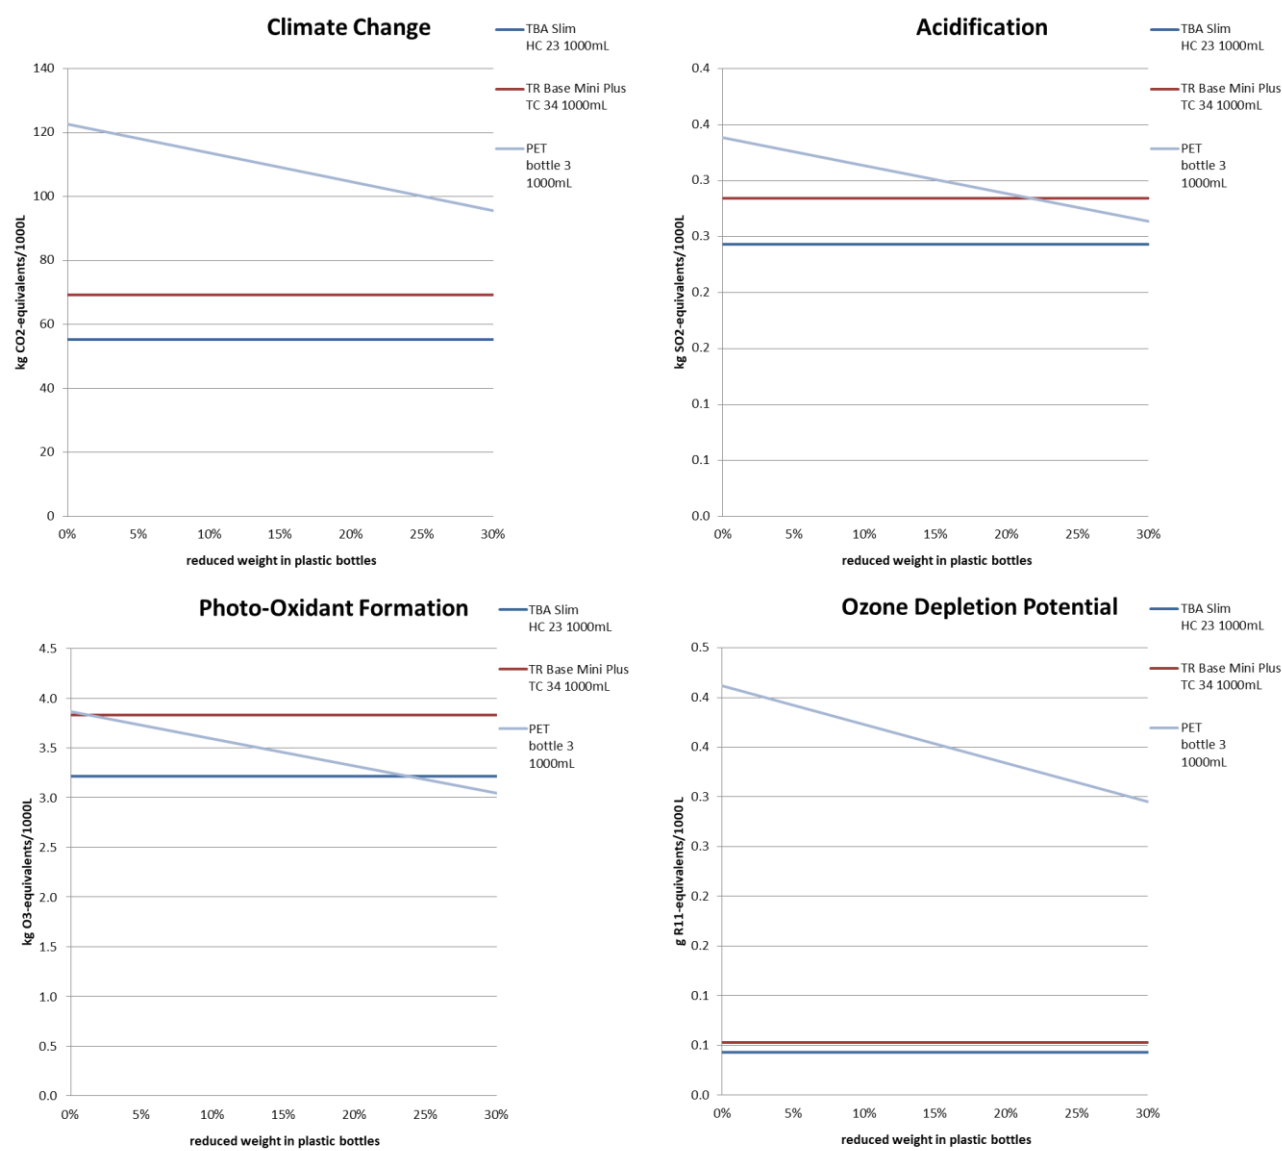 Climate Change
TBA Slim
HC 23 1000mL
TR Base Mini Plus
TC 34 1000mL
PET
bottle 3
1000mL
kg CO2-equivalents/1000L
140
120
100
80
60
40
20
0
0% 5% 10% 15% 20% 25% 30%
reduced weight in plastic bottles
Acidification
TBA Slim
HC 23 1000mL
TR Base Mini Plus
TC 34 1000mL
PET
bottle 3
1000mL
kg SO2-equivalents/1000L
0.4
0.4
0.3
0.3
0.2
0.2
0.1
0.1
0.0
0% 5% 10% 15% 20% 25% 30%
reduced weight in plastic bottles
Photo-Oxidant Formation
TBA Slim
HC 23 1000mL
TR Base Mini Plus
TC 34 1000mL
PET
bottle 3
1000mL
kg O3-equivalents/1000L
4.5
4.0
3.5
3.0
2.5
2.0
1.5
1.0
0.5
0.0
0% 5% 10% 15% 20% 25% 30%
reduced weight in plastic bottles
Ozone Depletion Potential
TBA Slim
HC 23 1000mL
TR Base Mini Plus
TC 34 1000mL
PET
bottle 3
1000mL
g R11-equivalents/1000 L
0.5
0.4
0.4
0.3
0.3
0.2
0.2
0.1
0.1
0.0
0% 5% 10% 15% 20% 25% 30%
reduced weight in plastic bottles